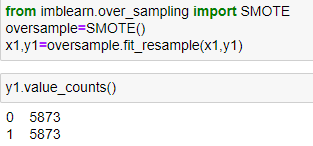 from imblearn.over_sampling import SMOTE
oversample=SMOTE()
x1,y1=oversample.fit_resample(x1,y1)
y1.value_counts()
0    5873
1    5873